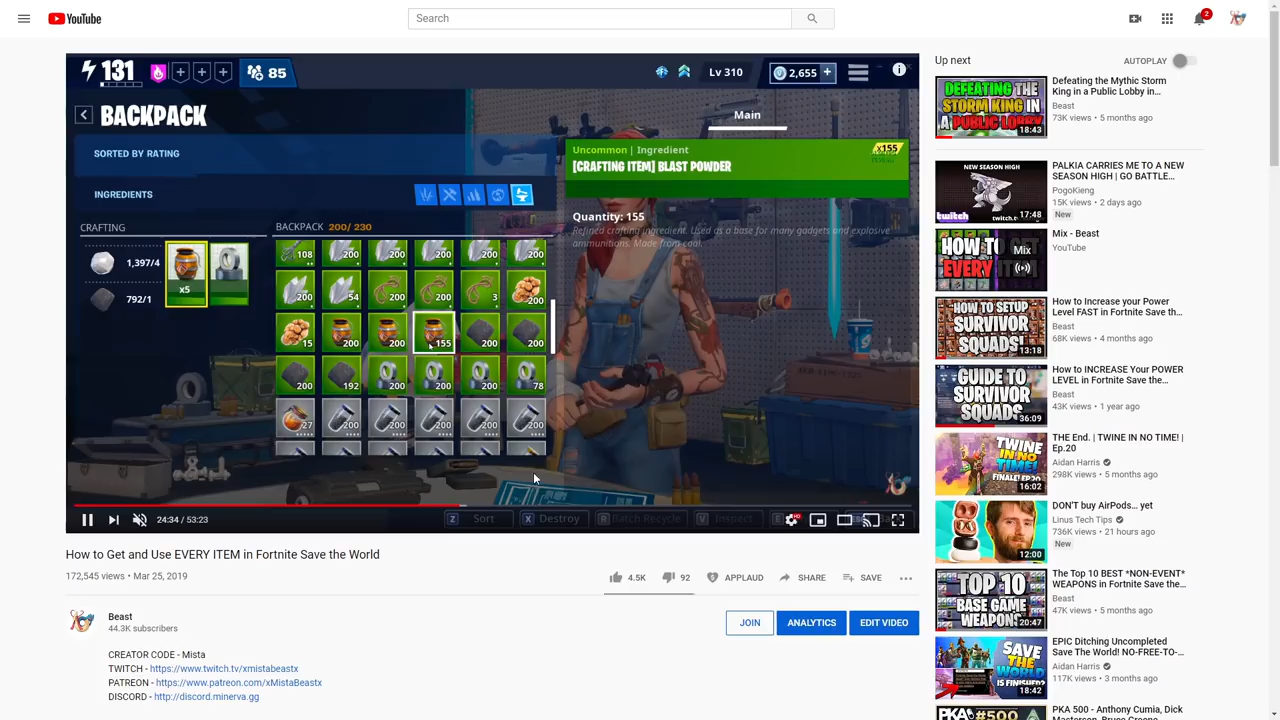 YouTube
Search
2
131
85
Lv 310
2,655
BACKPACK
Main
SORTED BY RATING
INGREDIENTS
CRAFTING
BACKPACK 200/ 230
1,397/4
792/1
x5
108 200 200 200 200 200
200 54 200 200 3 200
15 200 200 155 200 200
200 192 200 200 200 78
27 200 200 200 200 200
Uncommon | Ingredient
x155
[CRAFTING ITEM] BLAST POWDER
Quantity: 155
Refined crafting ingredient. Used as a base for many gadgets and explosive
ammunitions. Made from coal.
Z Sort X Destroy R Batch Recycle V Inspect
24:34 / 53:23
HD
How to Get and Use EVERY ITEM in Fortnite Save the World
172,545 views • Mar 25, 2019
4.5K 92 APPLAUD SHARE SAVE
Beast
44.3K subscribers
JOIN ANALYTICS EDIT VIDEO
CREATOR CODE - Mista
TWITCH - https://www.twitch.tv/xmistabeastx
PATREON - https://www.patreon.com/xMistaBeastx
DISCORD - http://discord.minerva.gg
Up next
AUTOPLAY
DEFEATING THE
STORM KING
IN A PUBLIC LOBBY
18:43
Defeating the Mythic Storm
King in a Public Lobby in...
Beast
73K views • 5 months ago
NEW SEASON HIGH
twitch
17:48
PALKIA CARRIES ME TO A NEW
SEASON HIGH | GO BATTLE...
PogoKieng
15K views • 2 days ago
New
HOW TO
EVERY
Mix
Mix - Beast
YouTube
HOW TO SETUP
SURVIVOR
SQUADS!
13:18
How to Increase your Power
Level FAST in Fortnite Save th...
Beast
68K views • 4 months ago
GUIDE TO
SURVIVOR
SQUADS
36:09
How to INCREASE Your POWER
LEVEL in Fortnite Save the...
Beast
43K views • 1 year ago
TWINE IN
NO TIME!
FINALE! EP.20
16:02
THE End. | TWINE IN NO TIME! |
Ep.20
Aidan Harris
298K views • 5 months ago
12:00
DON'T buy AirPods... yet
Linus Tech Tips
736K views • 21 hours ago
New
TOP 10
BASE GAME
WEAPONS
20:47
The Top 10 BEST *NON-EVENT*
WEAPONS in Fortnite Save the...
Beast
47K views • 5 months ago
SAVE THE
WORLD
IS FINISHED?
18:42
EPIC Ditching Uncompleted
Save The World! NO-FREE-TO-...
Aidan Harris
117K views • 3 months ago
PKA #500
PKA 500 - Anthony Cumia, Dick